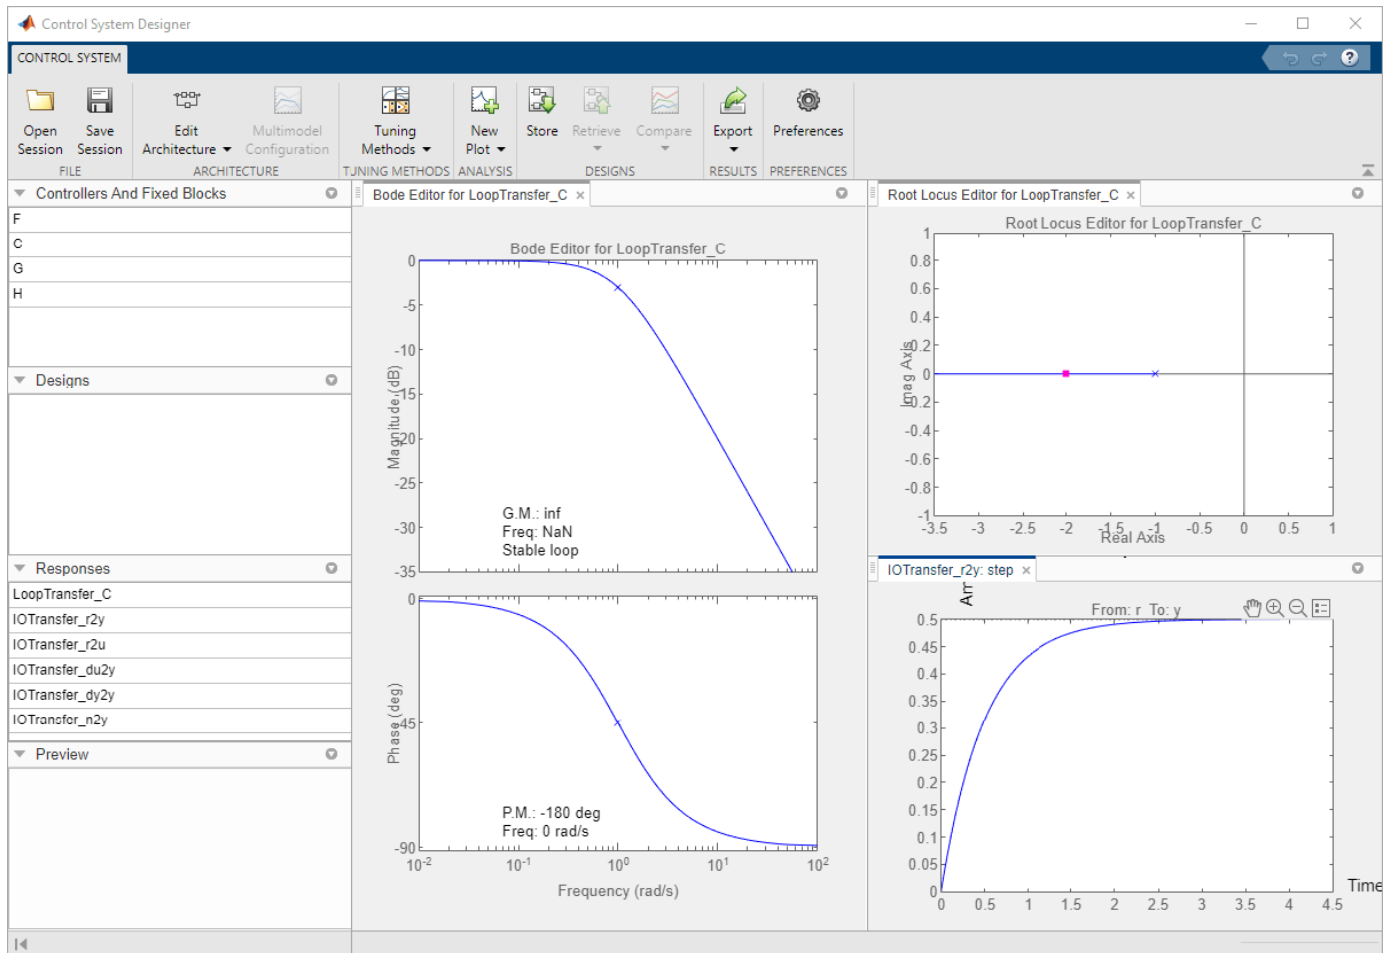 Control System Designer
CONTROL SYSTEM
?
Open Session
Save Session
Edit Architecture
Multimodel Configuration
Tuning Methods
New Plot
Store
Retrieve
Compare
Export
Preferences
FILE
ARCHITECTURE
TUNING METHODS
ANALYSIS
DESIGNS
RESULTS
PREFERENCES
Controllers And Fixed Blocks
F
C
G
H
Designs
Responses
LoopTransfer_C
IOTransfer_r2y
IOTransfer_r2u
IOTransfer_du2y
IOTransfer_dy2y
IOTransfer_n2y
Preview
Bode Editor for LoopTransfer_C
Bode Editor for LoopTransfer_C
0
-5
-10
-15
-20
-25
-30
-35
Magnitude (dB)
G.M.: inf
Freq: NaN
Stable loop
0
-45
-90
Phase (deg)
P.M.: -180 deg
Freq: 0 rad/s
10-2 10-1 100 101 102
Frequency (rad/s)
Root Locus Editor for LoopTransfer_C
Root Locus Editor for LoopTransfer_C
1
0.8
0.6
0.4
0.2
0
-0.2
-0.4
-0.6
-0.8
-1
Imag Axis
-3.5 -3 -2.5 -2 -1.5 -1 -0.5 0 0.5 1
Real Axis
IOTransfer_r2y: step
Am
From: r To: y
0.5
0.45
0.4
0.35
0.3
0.25
0.2
0.15
0.1
0.05
0
0 0.5 1 1.5 2 2.5 3 3.5 4 4.5
Time